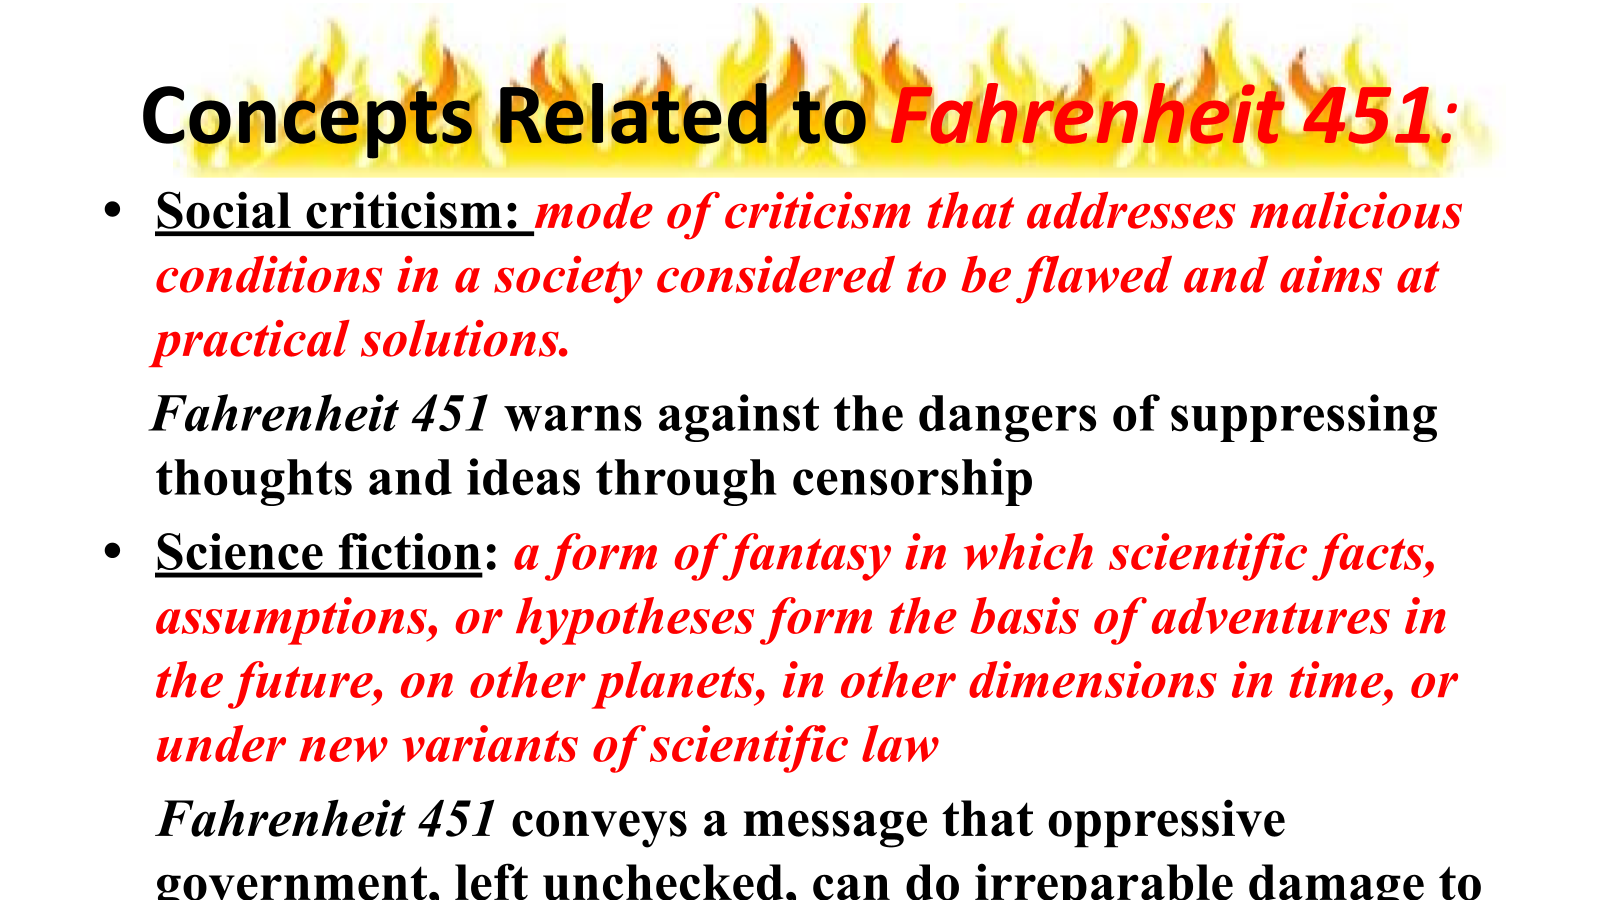 Concepts Related to Fahrenheit 451:
• Social criticism: mode of criticism that addresses malicious
conditions in a society considered to be flawed and aims at
practical solutions.
Fahrenheit 451 warns against the dangers of suppressing
thoughts and ideas through censorship
• Science fiction: a form of fantasy in which scientific facts,
assumptions, or hypotheses form the basis of adventures in
the future, on other planets, in other dimensions in time, or
under new variants of scientific law
Fahrenheit 451 conveys a message that oppressive
government, left unchecked, can do irreparable damage to